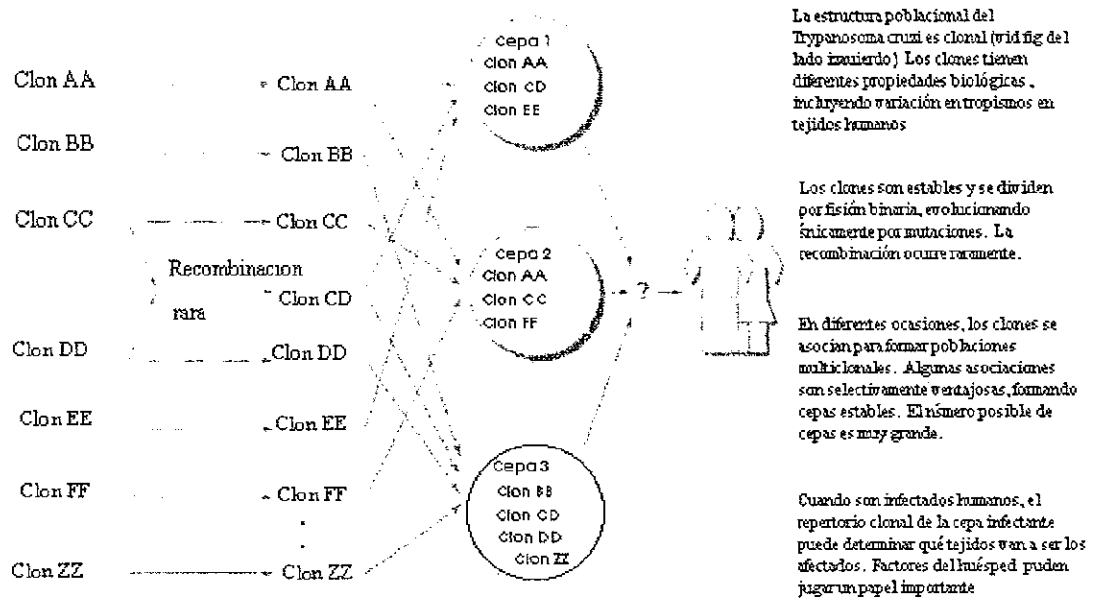 Clon AA
Clon BB
Clon CC
Recombinacion
rara
Clon DD
Clon EE
Clon FF
Clon ZZ
Clon AA
Clon BB
Clon CC
Clon CD
Clon DD
Clon EE
Clon FF
Clon ZZ
Cepa 1
Clon AA
Clon CD
Clon EE
Cepa 2
Clon AA
Clon CC
Clon FF
Cepa 3
Clon BB
Clon CD
Clon DD
Clon ZZ
?
La estructura poblacional del
Trypanosoma cruzi es clonal (vid fig del
lado izquierdo) Los clones tienen
diferentes propiedades biológicas,
incluyendo variación en tropismos en
tejidos humanos
Los clones son estables y se dividen
por fisión binaria, evolucionando
únicamente por mutaciones. La
recombinación ocurre raramente.
En diferentes ocasiones, los clones se
asocian para formar poblaciones
multiclonales. Algunas asociaciones
son selectivamente ventajosas, formando
cepas estables. El número posible de
cepas es muy grande.
Cuando son infectados humanos, el
repertorio clonal de la cepa infectante
puede determinar qué tejidos van a ser los
afectados. Factores del huésped puden
jugar un papel importante